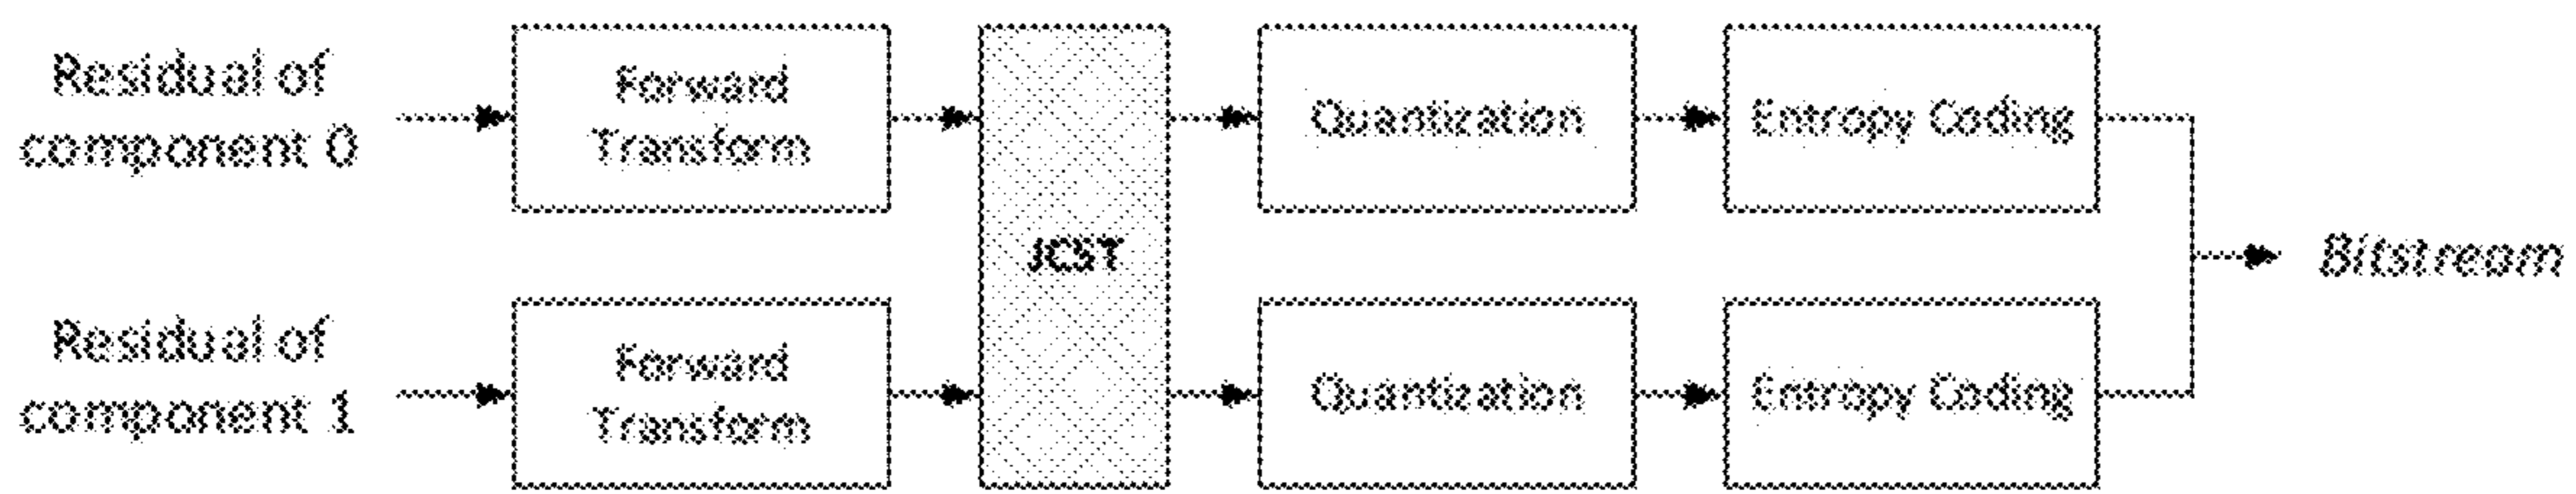 Residual of
component 0
Forward
Transform
Quantization
Entropy Coding
JCST
Bitstream
Residual of
component 1
Forward
Transform
Quantization
Entropy Coding